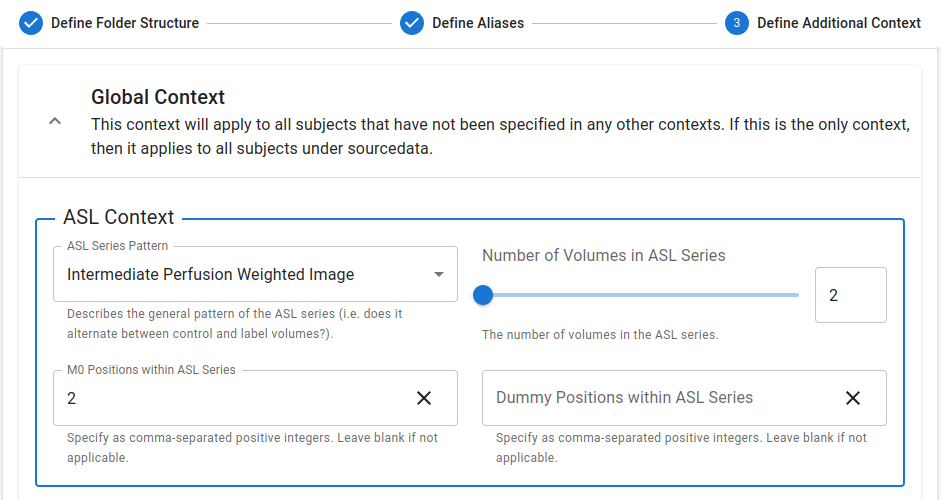 Define Folder Structure
Define Aliases
3 Define Additional Context
Global Context
This context will apply to all subjects that have not been specified in any other contexts. If this is the only context,
then it applies to all subjects under sourcedata.
ASL Context
ASL Series Pattern
Intermediate Perfusion Weighted Image
Describes the general pattern of the ASL series (i.e. does it
alternate between control and label volumes?).
Number of Volumes in ASL Series
2
The number of volumes in the ASL series.
M0 Positions within ASL Series
2
Specify as comma-separated positive integers. Leave blank if not
applicable.
Dummy Positions within ASL Series
Specify as comma-separated positive integers. Leave blank if not
applicable.